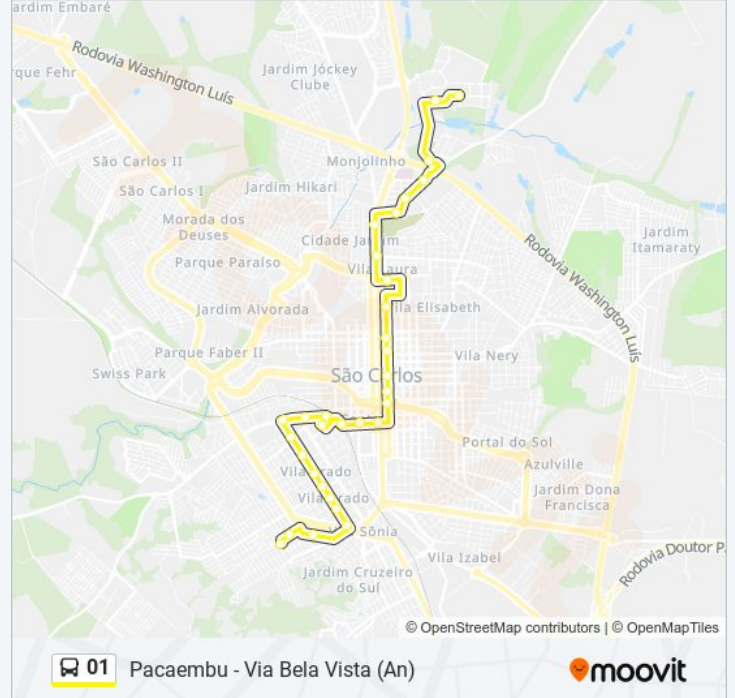 ardim Embaré
Rodovia Washington Luís
rque Fehr
Jardim Jóckey
Clube
São Carlos II
Monjolinho
São Carlos I
Jardim Hikari
Morada dos
Deuses
Cidade Jardim
Jardim
Itamaraty
Parque Paraíso
Vila Laura
Rodovia Washington Luís
Jardim Alvorada
ila Elisabeth
Parque Faber II
Vila Nery
Swiss Park
São Carlos
Portal do Sol
Azulville
Vila Prado
Jardim Dona
Francisca
Vila Prado
Sônia
Vila Izabel
Rodovia Doutor P
Jardim Cruzeiro
do Sul
© OpenStreetMap contributors | © OpenMapTiles
01 Pacaembu - Via Bela Vista (An)
moovit